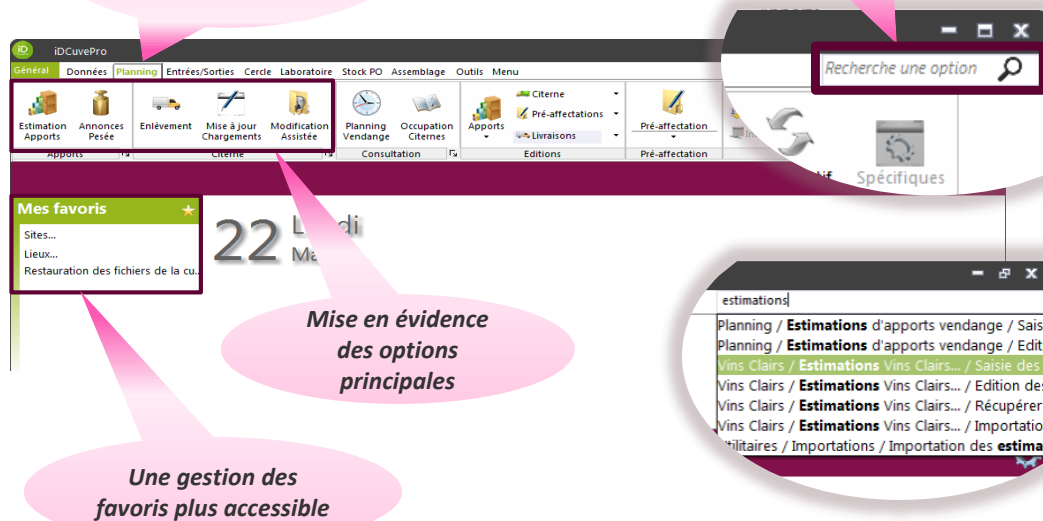 iD iDCuvePro
Général Données Planning Entrées/Sorties Cercle Laboratoire Stock PO Assemblage Outils Menu
Estimation Apports
Annonces Pesée
Enlèvement
Mise à jour Chargements
Modification Assistée
Planning Vendange
Occupation Citernes
Apports
Citerne
Pré-affectations
Livraisons
Pré-affectation
Apports Citerne Consultation Editions Pré-affectation
Recherche une option
Spécifiques
Mes favoris
Sites...
Lieux...
Restauration des fichiers de la cu..
22
Mise en évidence
des options
principales
Une gestion des
favoris plus accessible
estimations
Planning / Estimations d'apports vendange / Sais
Planning / Estimations d'apports vendange / Edit
Vins Clairs / Estimations Vins Clairs... / Saisie des
Vins Clairs / Estimations Vins Clairs... / Edition des
Vins Clairs / Estimations Vins Clairs... / Récupérer
Vins Clairs / Estimations Vins Clairs... / Importatio
Utilitaires / Importations / Importation des estima